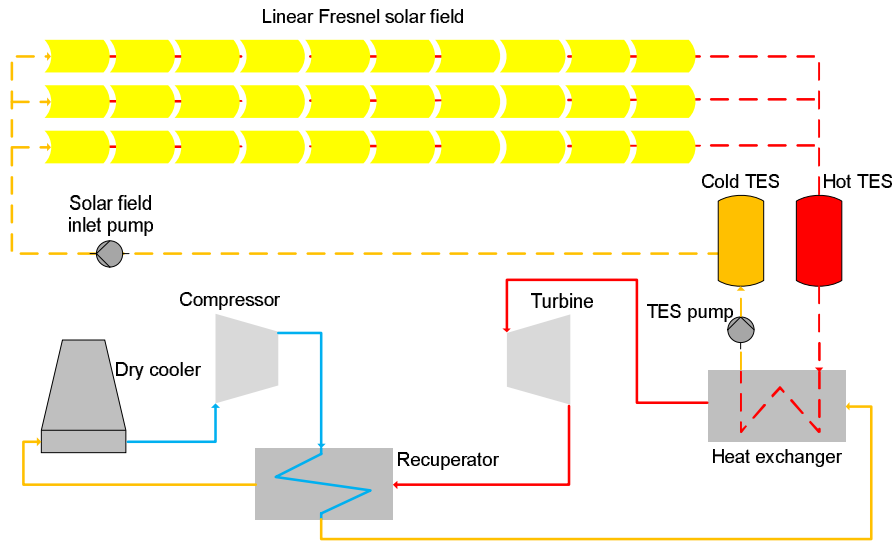 Linear Fresnel solar field
Cold TES
Hot TES
Solar field
inlet pump
Compressor
Turbine
TES pump
Dry cooler
Recuperator
Heat exchanger